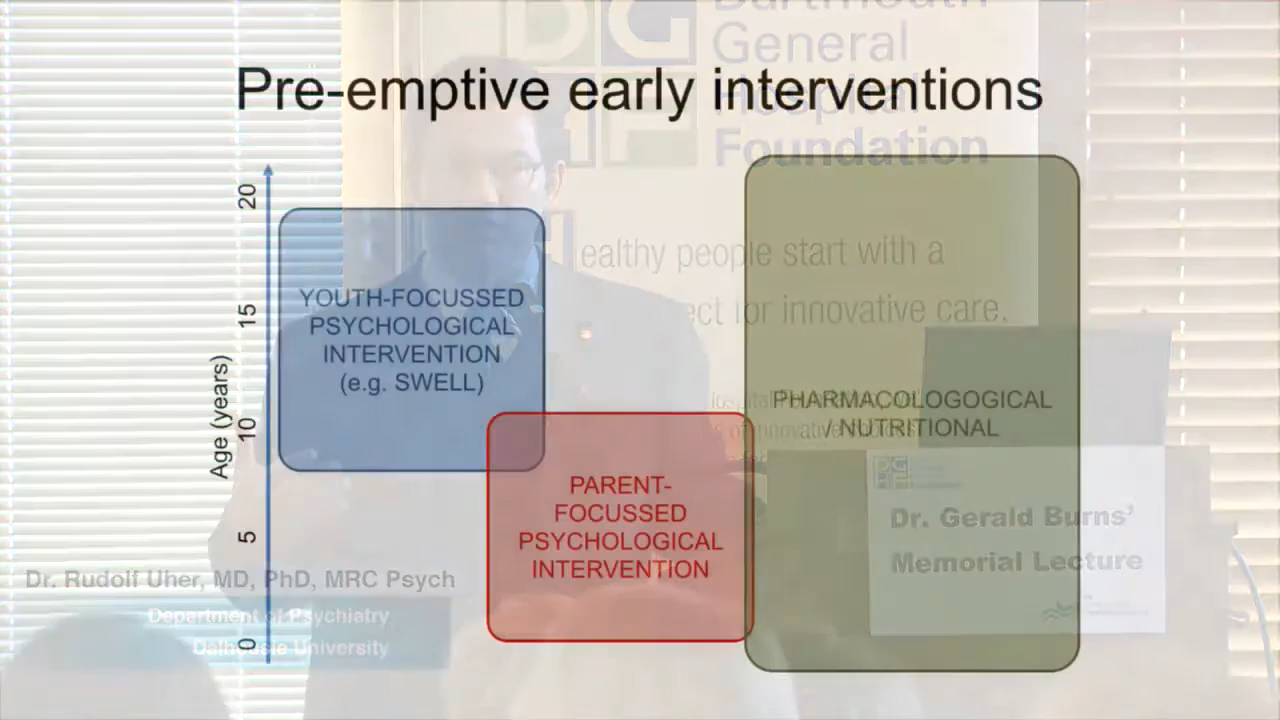 Dartmouth
General
Hospital
Foundation
Pre-emptive early interventions
ealthy people start with a
ect for innovative care.
20
15
10
5
0
Age (years)
YOUTH-FOCUSSED
PSYCHOLOGICAL
INTERVENTION
(e.g. SWELL)
PHARMACOLOGOGICAL
/ NUTRITIONAL
PARENT-
FOCUSSED
PSYCHOLOGICAL
INTERVENTION
Dr. Gerald Burns'
Memorial Lecture
Dr. Rudolf Uher, MD, PhD, MRC Psych
Department of Psychiatry
Dalhousie University